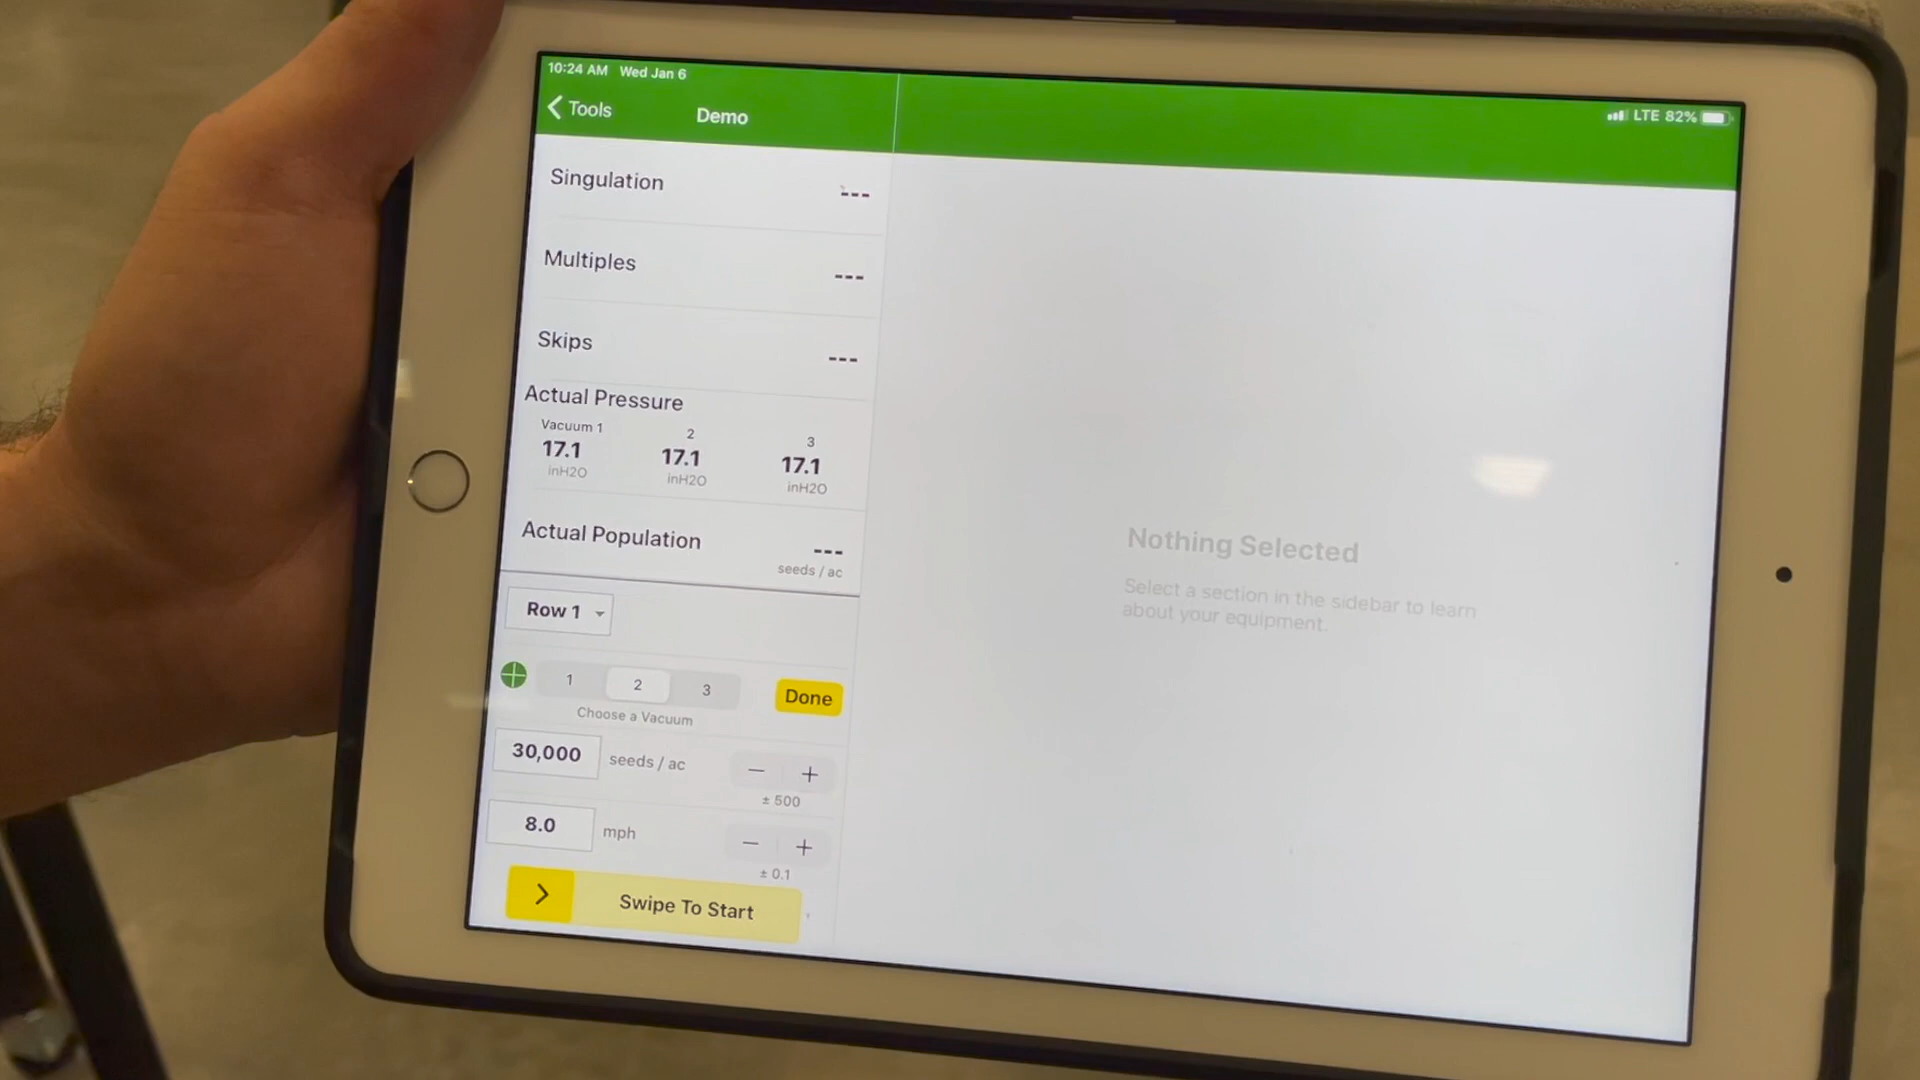 10:24 AM Wed Jan 6
LTE 82%
Tools
Demo
Singulation
---
Multiples
---
Skips
---
Actual Pressure
Vacuum 1 2 3
17.1 17.1 17.1
inH2O inH2O inH2O
Actual Population
---
seeds / ac
Row 1
1 2 3
Done
Choose a Vacuum
30,000 seeds / ac − +
± 500
8.0 mph − +
± 0.1
Swipe To Start
Nothing Selected
Select a section in the sidebar to learn
about your equipment.